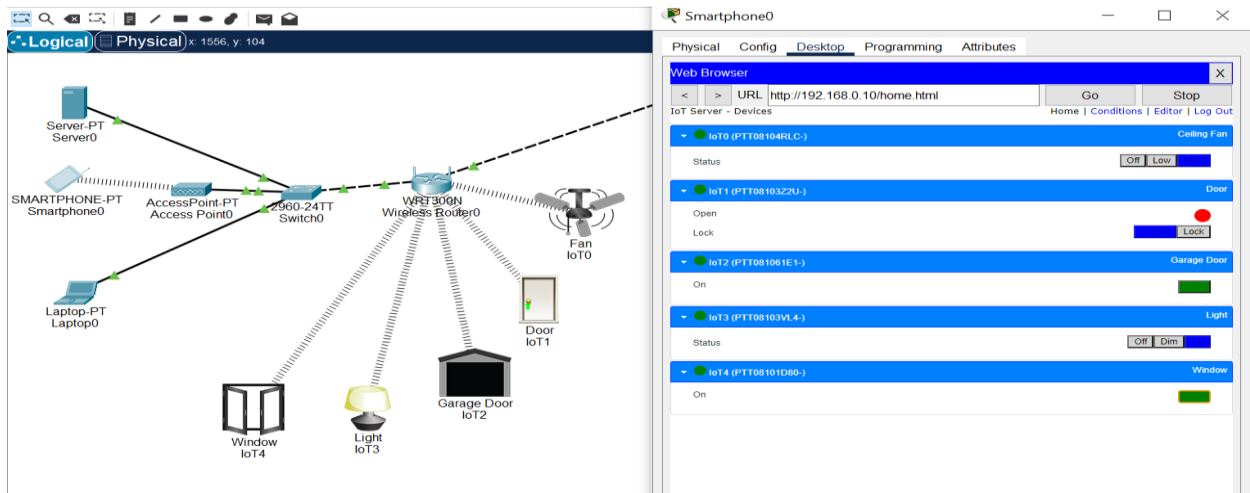 Logical
Physical
x: 1556, y: 104
Server-PT
Server0
SMARTPHONE-PT
Smartphone0
AccessPoint-PT
Access Point0
2960-24TT
Switch0
WRT300N
Wireless Router0
Laptop-PT
Laptop0
Fan
IoT0
Door
IoT1
Garage Door
IoT2
Light
IoT3
Window
IoT4
Smartphone0
Physical Config Desktop Programming Attributes
Web Browser X
< > URL http://192.168.0.10/home.html Go Stop
IoT Server - Devices Home | Conditions | Editor | Log Out
IoT0 (PTT08104RLC-) Ceiling Fan
Status Off Low
IoT1 (PTT08103Z2U-) Door
Open
Lock Lock
IoT2 (PTT081061E1-) Garage Door
On
IoT3 (PTT08103VL4-) Light
Status Off Dim
IoT4 (PTT08101D80-) Window
On